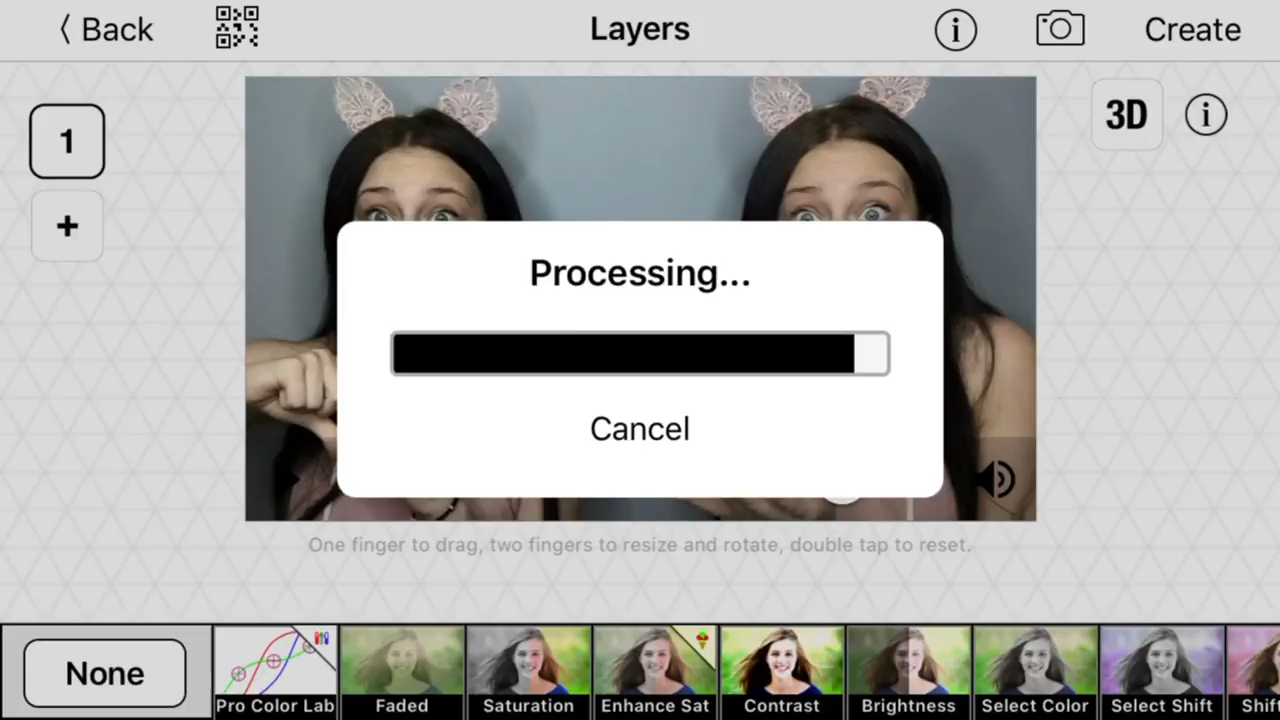 Back
Layers
i
Create
1
+
3D
i
Processing...
Cancel
One finger to drag, two fingers to resize and rotate, double tap to reset.
None
Pro Color Lab
Faded
Saturation
Enhance Sat
Contrast
Brightness
Select Color
Select Shift